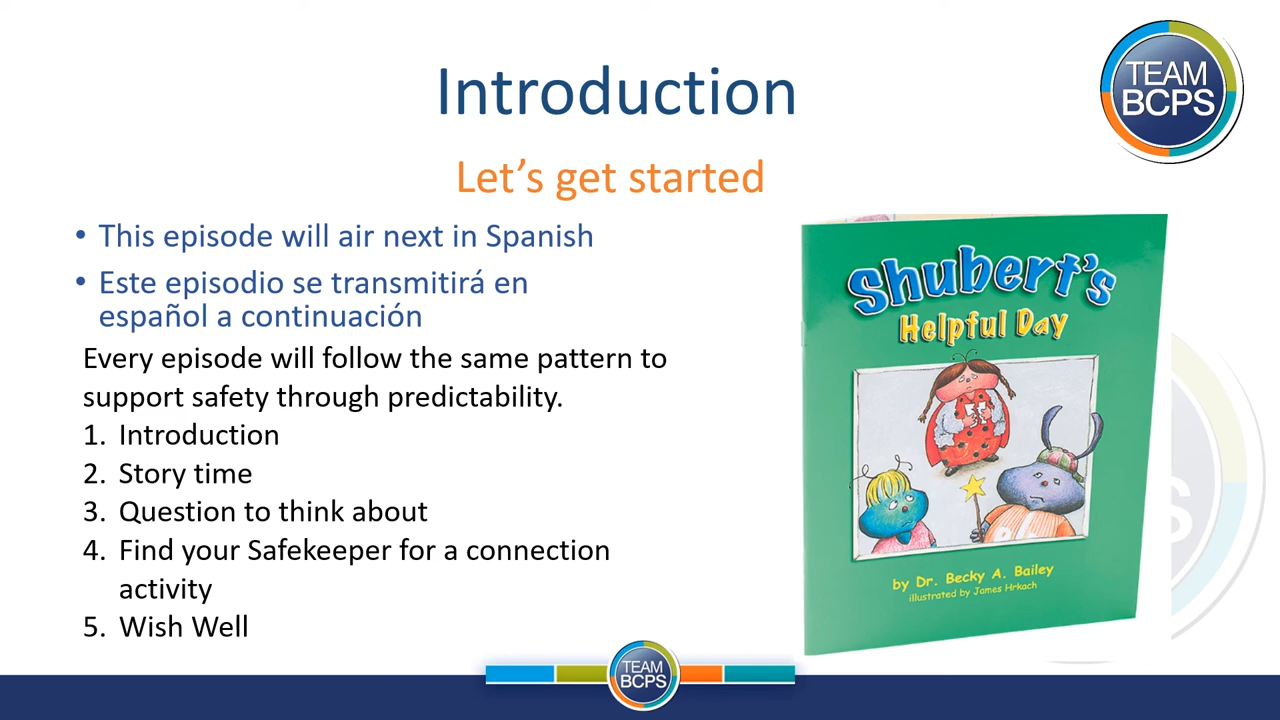 Introduction
TEAM
BCPS
Let’s get started
• This episode will air next in Spanish
• Este episodio se transmitirá en
español a continuación
Every episode will follow the same pattern to
support safety through predictability.
1. Introduction
2. Story time
3. Question to think about
4. Find your Safekeeper for a connection
activity
5. Wish Well
Shubert's
Helpful Day
by Dr. Becky A. Bailey
illustrated by James Hrkach
TEAM
BCPS